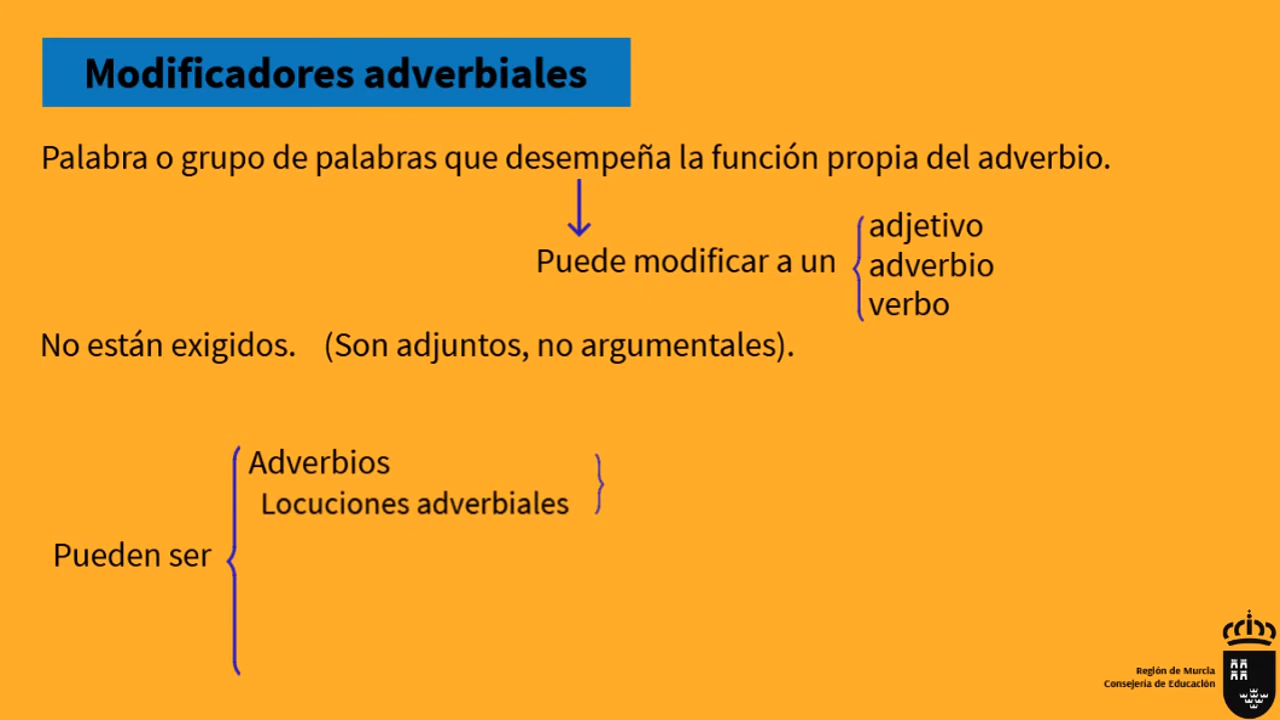 Modificadores adverbiales
Palabra o grupo de palabras que desempeña la función propia del adverbio.
Puede modificar a un
adjetivo
adverbio
verbo
No están exigidos. (Son adjuntos, no argumentales).
Pueden ser
Adverbios
Locuciones adverbiales
Región de Murcia
Consejería de Educación